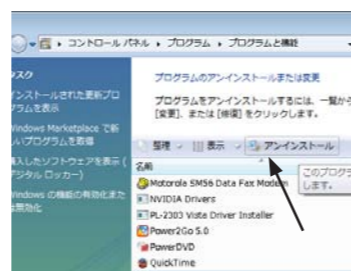 コントロール パネル ▸ プログラム ▸ プログラムと機能
タスク
インストールされた更新プロ
グラムを表示
Windows Marketplace で新
しいプログラムを取得
購入したソフトウェアを表示 (
デジタル ロッカー)
Windows の機能の有効化また
は無効化
プログラムのアンインストールまたは変更
プログラムをアンインストールするには、一覧から
[変更]、または [修復] をクリックします。
整理 表示 アンインストール
名前
このプログラ
します。
Motorola SM56 Data Fax Modem
NVIDIA Drivers
PL-2303 Vista Driver Installer
Power2Go 5.0
PowerDVD
QuickTime